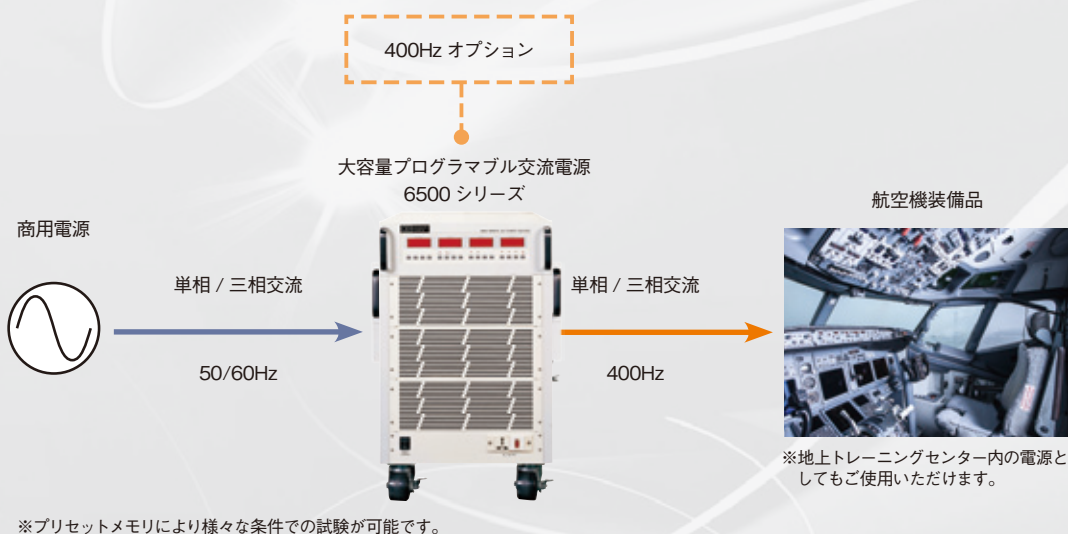 400Hz オプション
大容量プログラマブル交流電源
6500 シリーズ
商用電源
航空機装備品
単相 / 三相交流
単相 / 三相交流
50/60Hz
400Hz
※地上トレーニングセンター内の電源と
してもご使用いただけます。
※プリセットメモリにより様々な条件での試験が可能です。